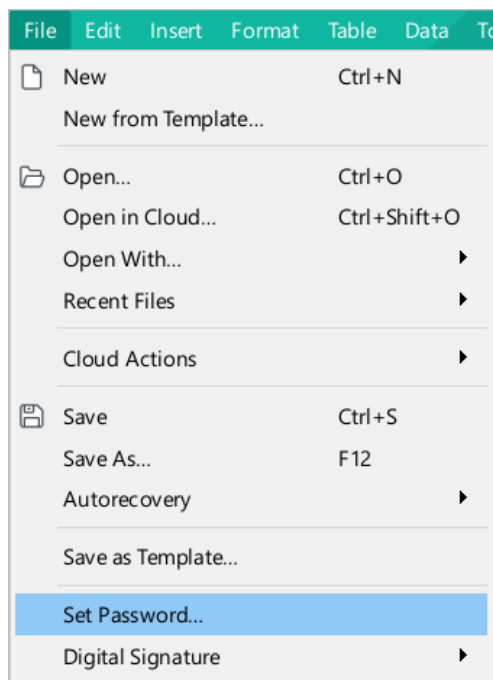 File Edit Insert Format Table Data
New Ctrl+N
New from Template...
Open... Ctrl+O
Open in Cloud... Ctrl+Shift+O
Open With...
Recent Files
Cloud Actions
Save Ctrl+S
Save As... F12
Autorecovery
Save as Template...
Set Password...
Digital Signature